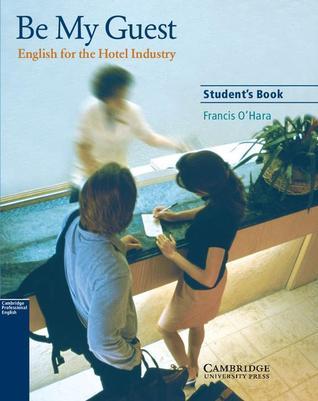 Be My Guest
English for the Hotel Industry
Student's Book
Francis O'Hara
Cambridge
Professional
English
CAMBRIDGE
UNIVERSITY PRESS